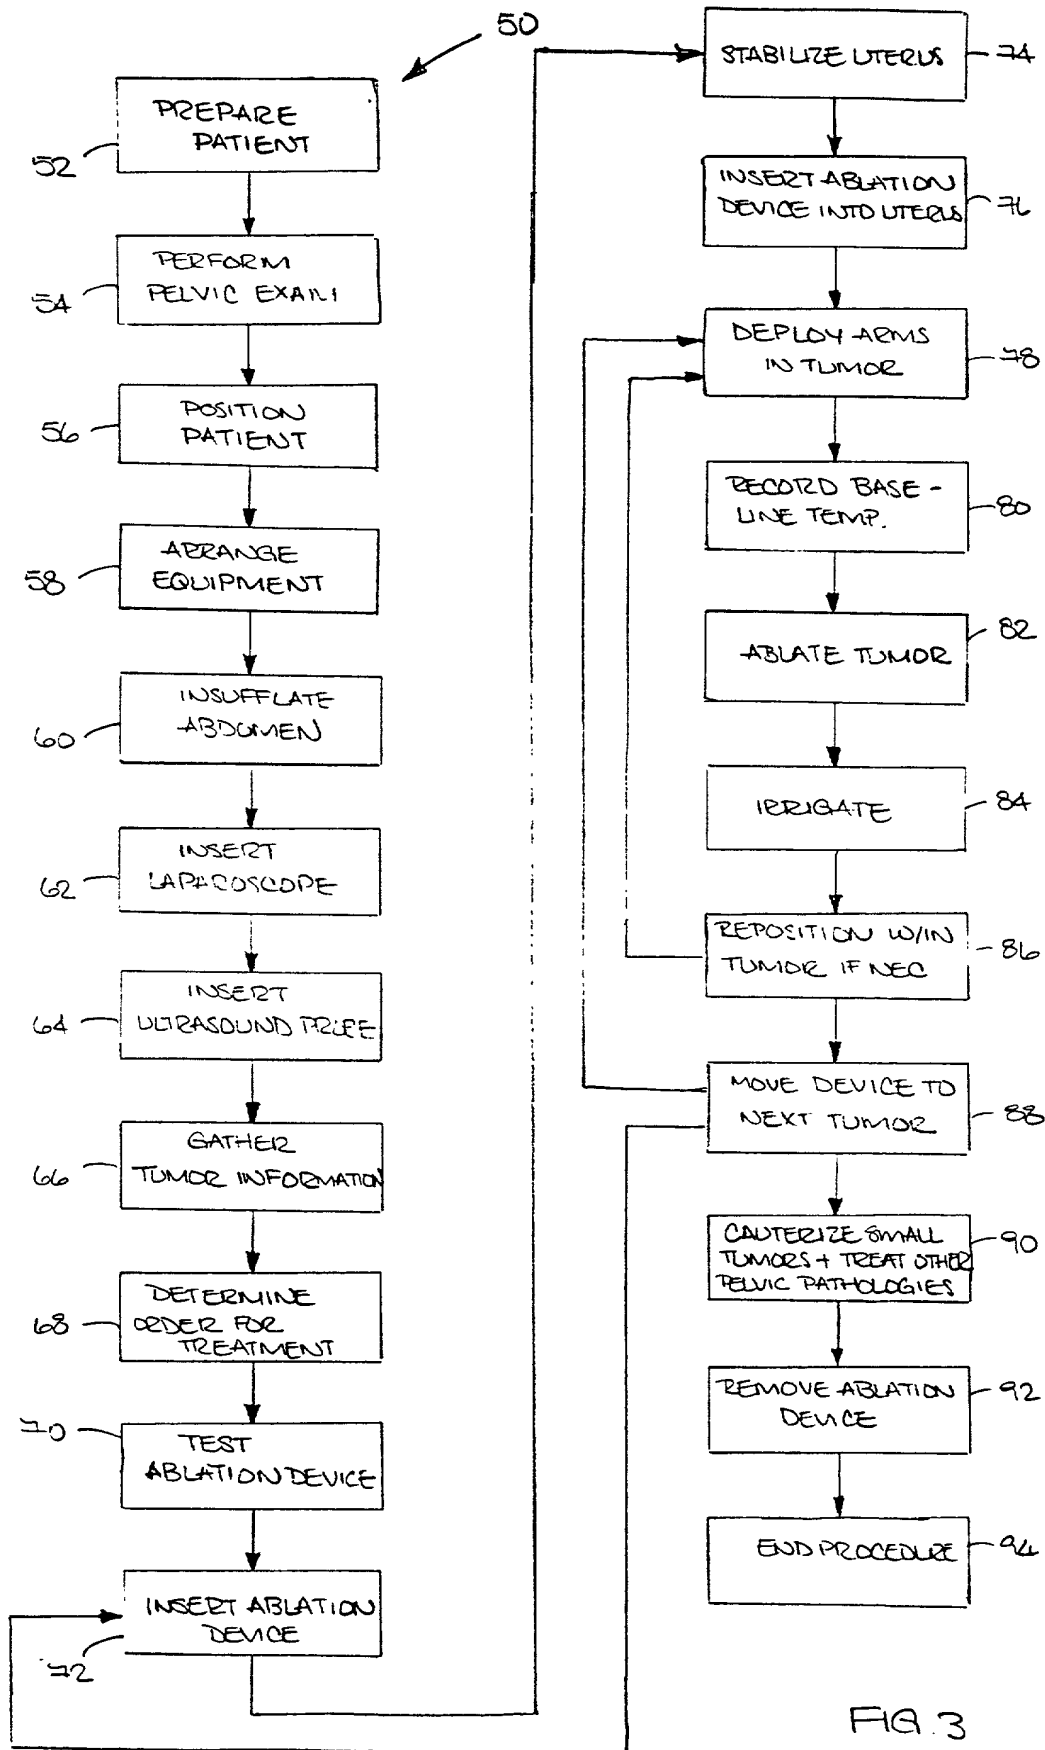 50
PREPARE
PATIENT
52
PERFORM
PELVIC EXAM
54
POSITION
PATIENT
56
ARRANGE
EQUIPMENT
58
INSUFFLATE
ABDOMEN
60
INSERT
LAPAROSCOPE
62
INSERT
ULTRASOUND PROBE
64
GATHER
TUMOR INFORMATION
66
DETERMINE
ORDER FOR
TREATMENT
68
TEST
ABLATION DEVICE
70
INSERT ABLATION
DEVICE
72
STABILIZE UTERUS
74
INSERT ABLATION
DEVICE INTO UTERUS
76
DEPLOY ARMS
IN TUMOR
78
RECORD BASE-
LINE TEMP.
80
ABLATE TUMOR
82
IRRIGATE
84
REPOSITION W/IN
TUMOR IF NEC
86
MOVE DEVICE TO
NEXT TUMOR
88
CAUTERIZE SMALL
TUMORS + TREAT OTHER
PELVIC PATHOLOGIES
90
REMOVE ABLATION
DEVICE
92
END PROCEDURE
94
FIG. 3